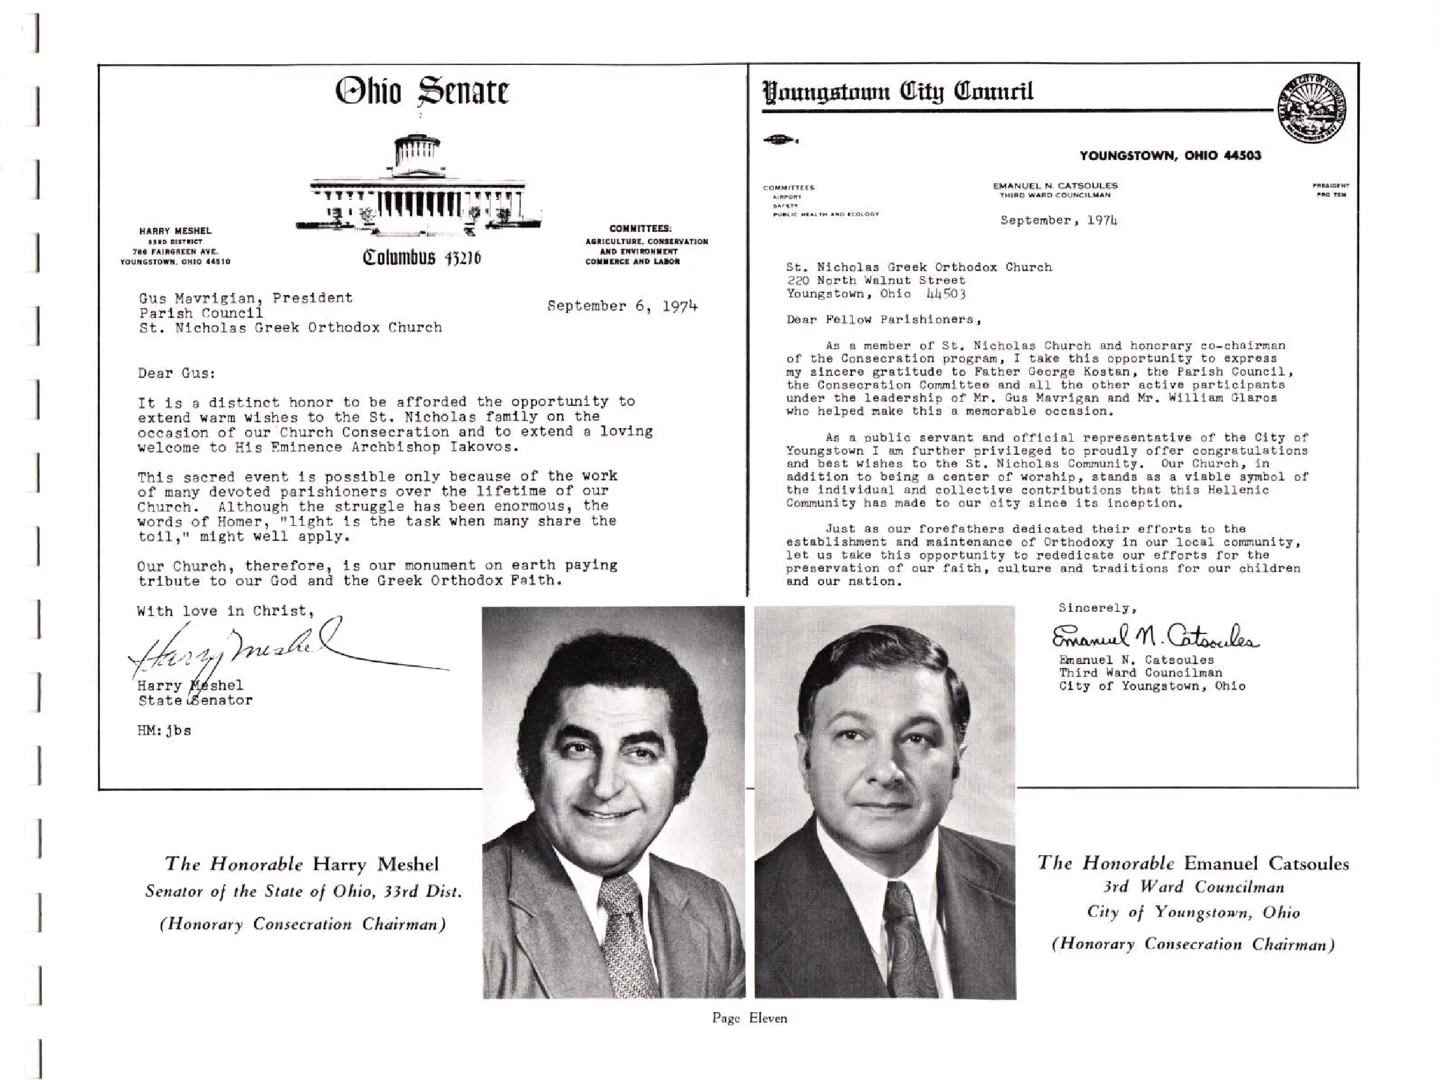 Ohio Senate
HARRY MESHEL
33RD DISTRICT
786 FAIRGREEN AVE.
YOUNGSTOWN, OHIO 44510
Columbus 43216
COMMITTEES:
AGRICULTURE, CONSERVATION
AND ENVIRONMENT
COMMERCE AND LABOR
Gus Mavrigian, President
Parish Council
St. Nicholas Greek Orthodox Church
September 6, 1974
Dear Gus:
It is a distinct honor to be afforded the opportunity to
extend warm wishes to the St. Nicholas family on the
occasion of our Church Consecration and to extend a loving
welcome to His Eminence Archbishop Iakovos.
This sacred event is possible only because of the work
of many devoted parishioners over the lifetime of our
Church. Although the struggle has been enormous, the
words of Homer, "light is the task when many share the
toil," might well apply.
Our Church, therefore, is our monument on earth paying
tribute to our God and the Greek Orthodox Faith.
With love in Christ,
Harry Meshel
Harry Meshel
State Senator
HM:jbs
The Honorable Harry Meshel
Senator of the State of Ohio, 33rd Dist.
(Honorary Consecration Chairman)
Youngstown City Council
SEAL OF THE CITY OF YOUNGSTOWN
YOUNGSTOWN, OHIO 44503
COMMITTEES
AIRPORT
SAFETY
PUBLIC HEALTH AND ECOLOGY
EMANUEL N. CATSOULES
THIRD WARD COUNCILMAN
PRESIDENT
PRO TEM
September, 1974
St. Nicholas Greek Orthodox Church
220 North Walnut Street
Youngstown, Ohio 44503
Dear Fellow Parishioners,
As a member of St. Nicholas Church and honorary co-chairman
of the Consecration program, I take this opportunity to express
my sincere gratitude to Father George Kostan, the Parish Council,
the Consecration Committee and all the other active participants
under the leadership of Mr. Gus Mavrigan and Mr. William Glaros
who helped make this a memorable occasion.
As a public servant and official representative of the City of
Youngstown I am further privileged to proudly offer congratulations
and best wishes to the St. Nicholas Community. Our Church, in
addition to being a center of worship, stands as a viable symbol of
the individual and collective contributions that this Hellenic
Community has made to our city since its inception.
Just as our forefathers dedicated their efforts to the
establishment and maintenance of Orthodoxy in our local community,
let us take this opportunity to rededicate our efforts for the
preservation of our faith, culture and traditions for our children
and our nation.
Sincerely,
Emanuel N. Catsoules
Emanuel N. Catsoules
Third Ward Councilman
City of Youngstown, Ohio
The Honorable Emanuel Catsoules
3rd Ward Councilman
City of Youngstown, Ohio
(Honorary Consecration Chairman)
Page Eleven